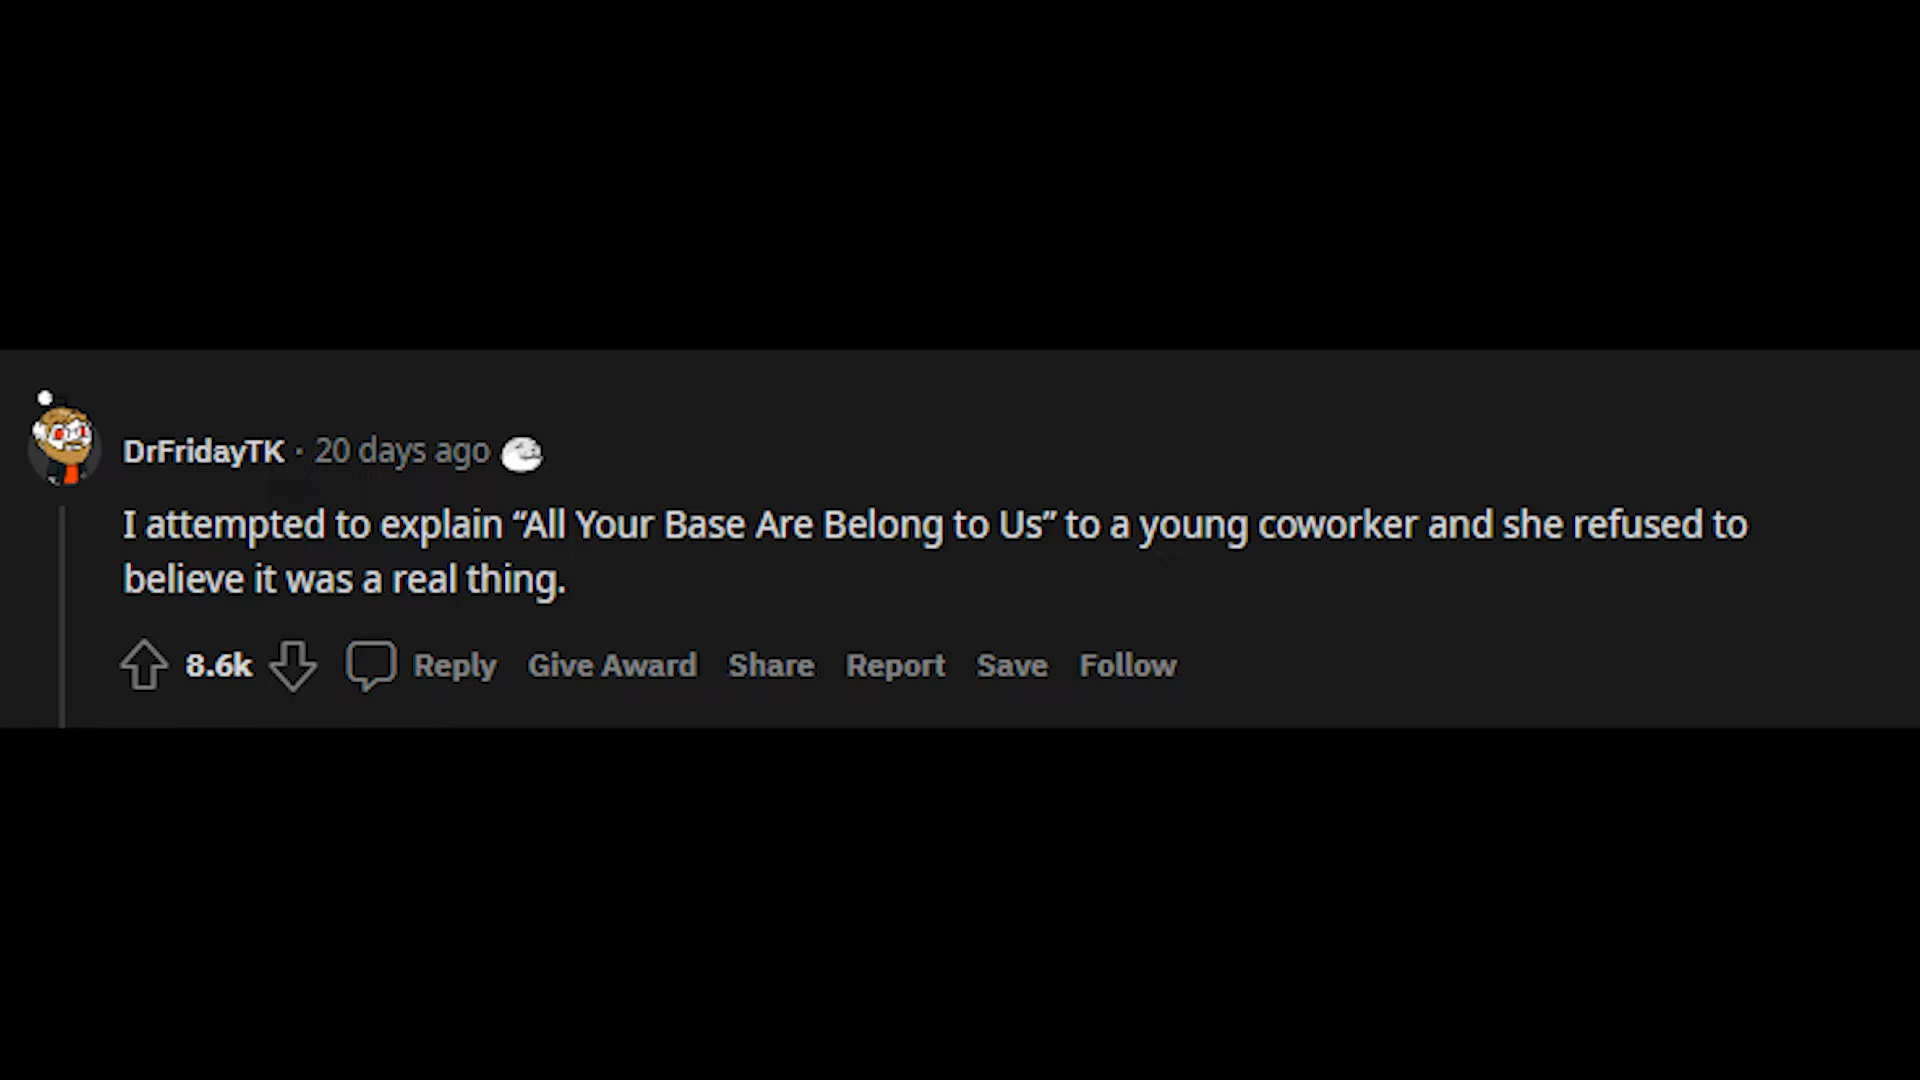 DrFridayTK · 20 days ago
I attempted to explain “All Your Base Are Belong to Us” to a young coworker and she refused to
believe it was a real thing.
8.6k Reply Give Award Share Report Save Follow